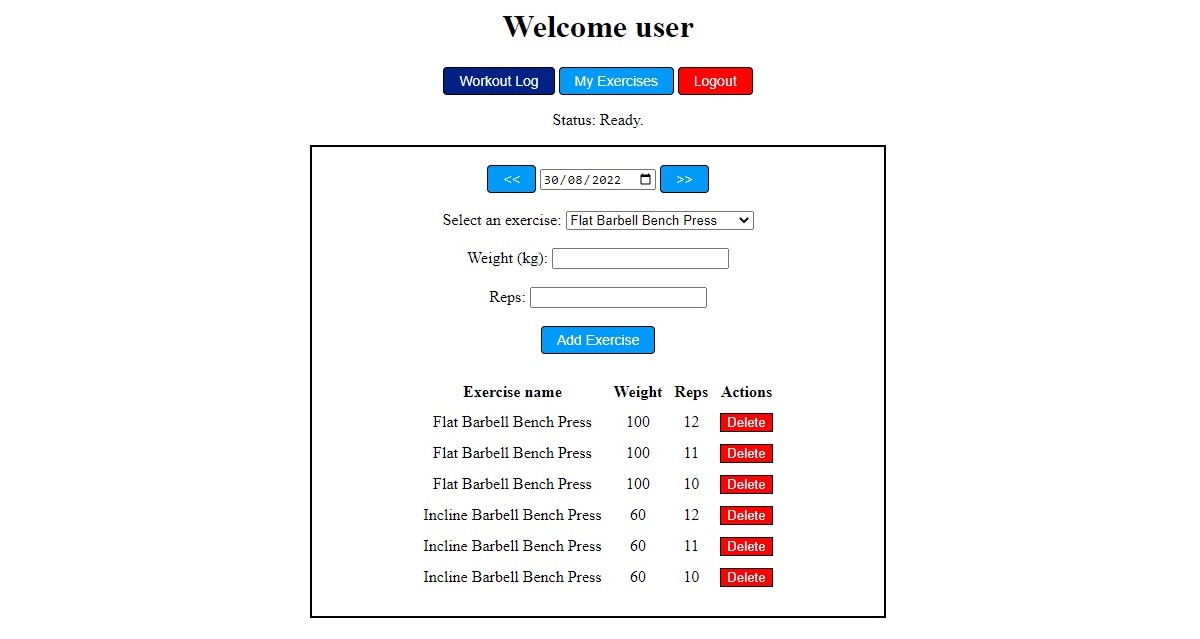 Welcome user
Workout Log My Exercises Logout
Status: Ready.
<< 30/08/2022 >>
Select an exercise: Flat Barbell Bench Press
Weight (kg):
Reps:
Add Exercise
Exercise name Weight Reps Actions
Flat Barbell Bench Press 100 12 Delete
Flat Barbell Bench Press 100 11 Delete
Flat Barbell Bench Press 100 10 Delete
Incline Barbell Bench Press 60 12 Delete
Incline Barbell Bench Press 60 11 Delete
Incline Barbell Bench Press 60 10 Delete